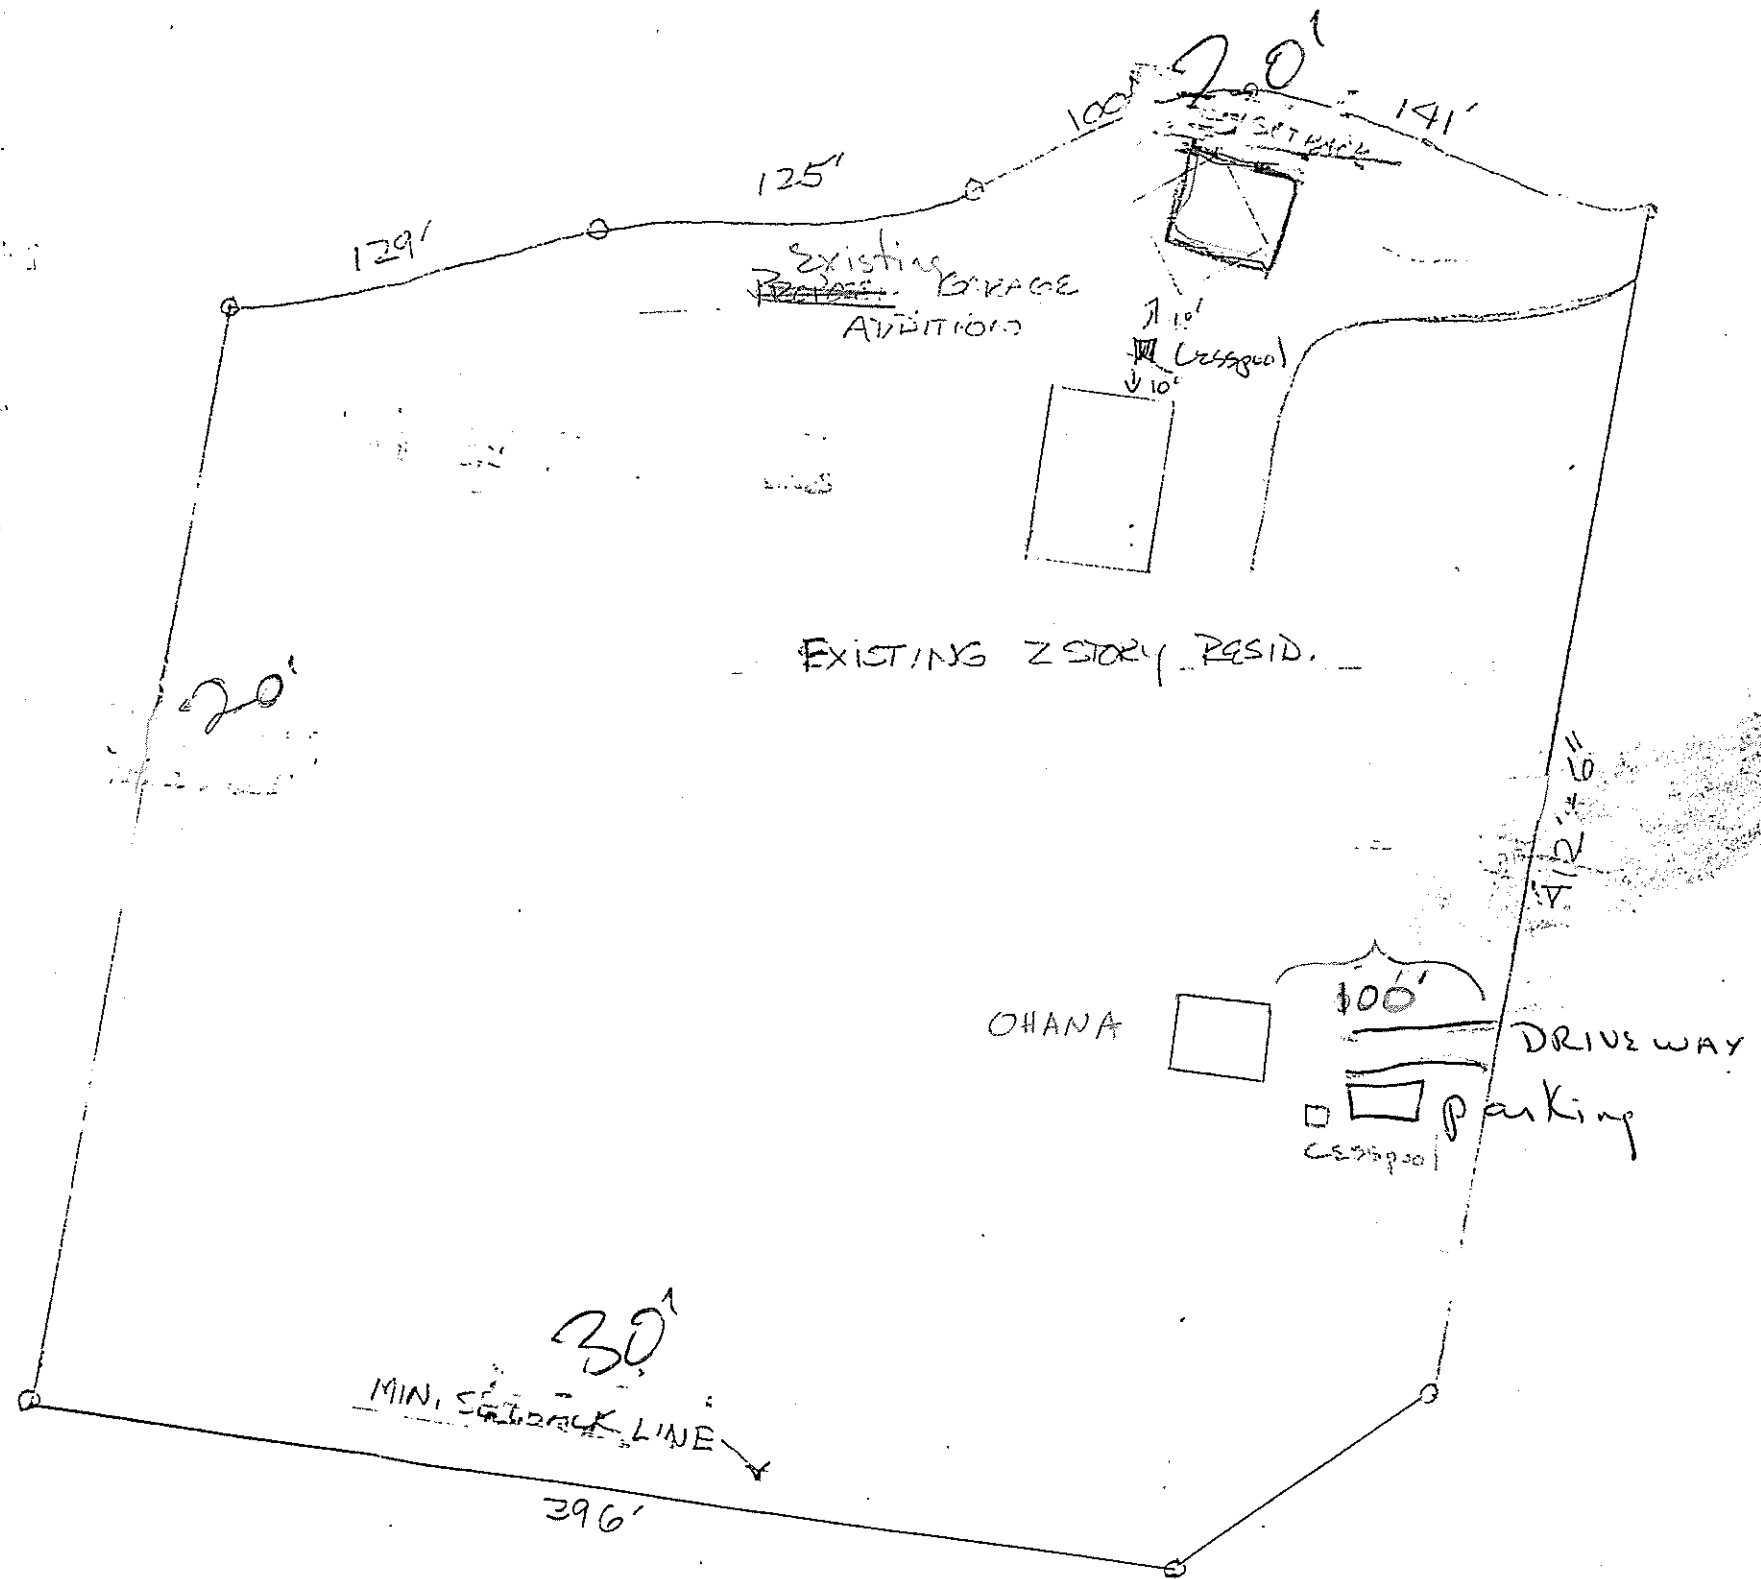 20'
100'
141'
SETBACK
125'
129'
Existing
GARAGE
ADDITION
10'
Cesspool
10'
EXISTING 2 STORY RESID.
20'
412'-6"
100'
OHANA
DRIVEWAY
parking
Cesspool
30'
MIN. SETBACK LINE
396'